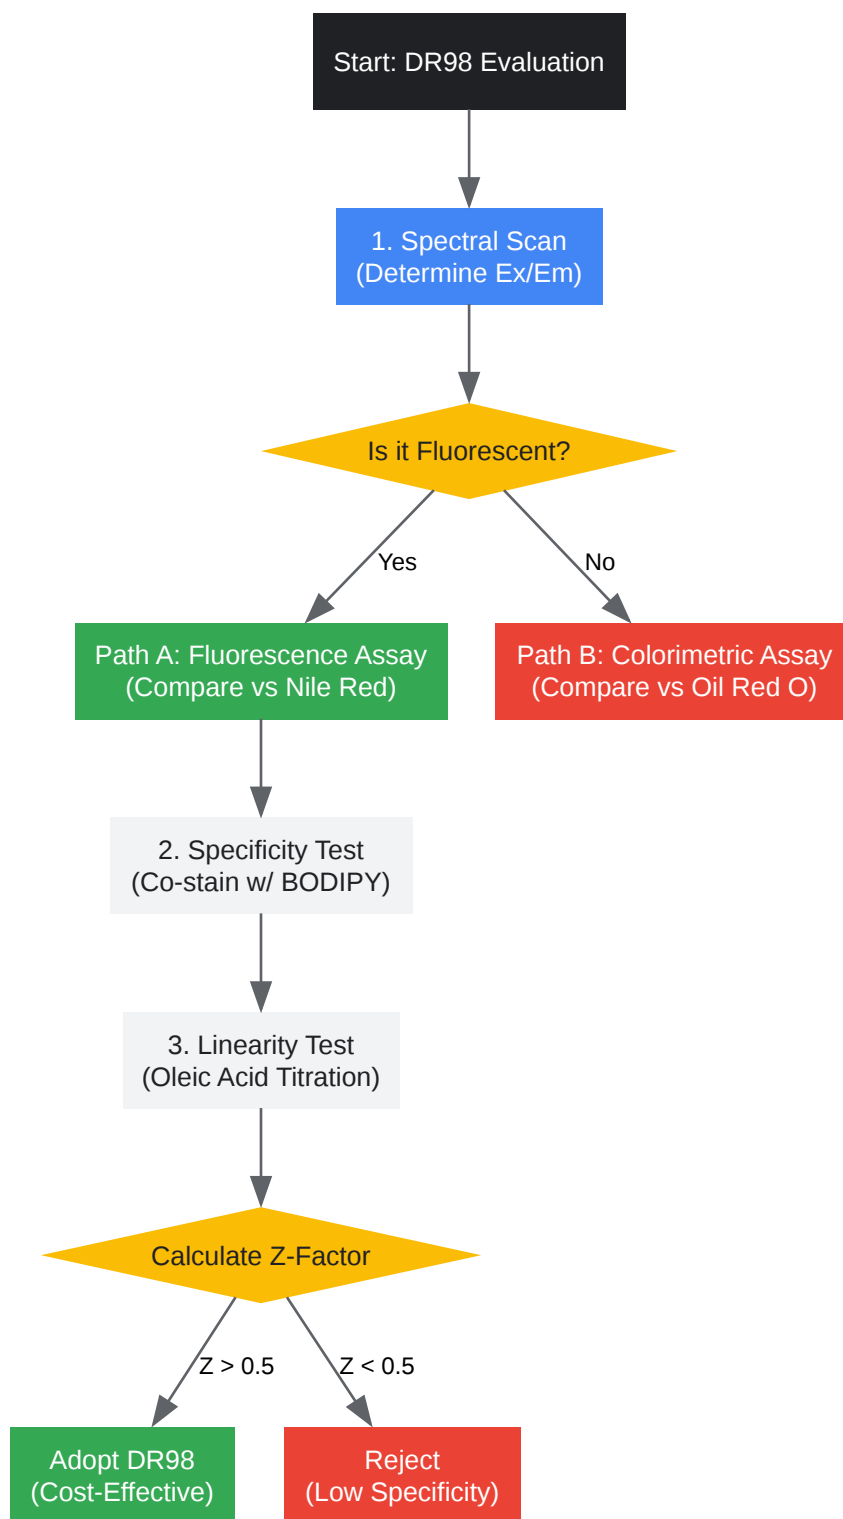 Start: DR98 Evaluation
1. Spectral Scan
(Determine Ex/Em)
Is it Fluorescent?
Yes
No
Path A: Fluorescence Assay
(Compare vs Nile Red)
Path B: Colorimetric Assay
(Compare vs Oil Red O)
2. Specificity Test
(Co-stain w/ BODIPY)
3. Linearity Test
(Oleic Acid Titration)
Calculate Z-Factor
Z > 0.5
Z < 0.5
Adopt DR98
(Cost-Effective)
Reject
(Low Specificity)